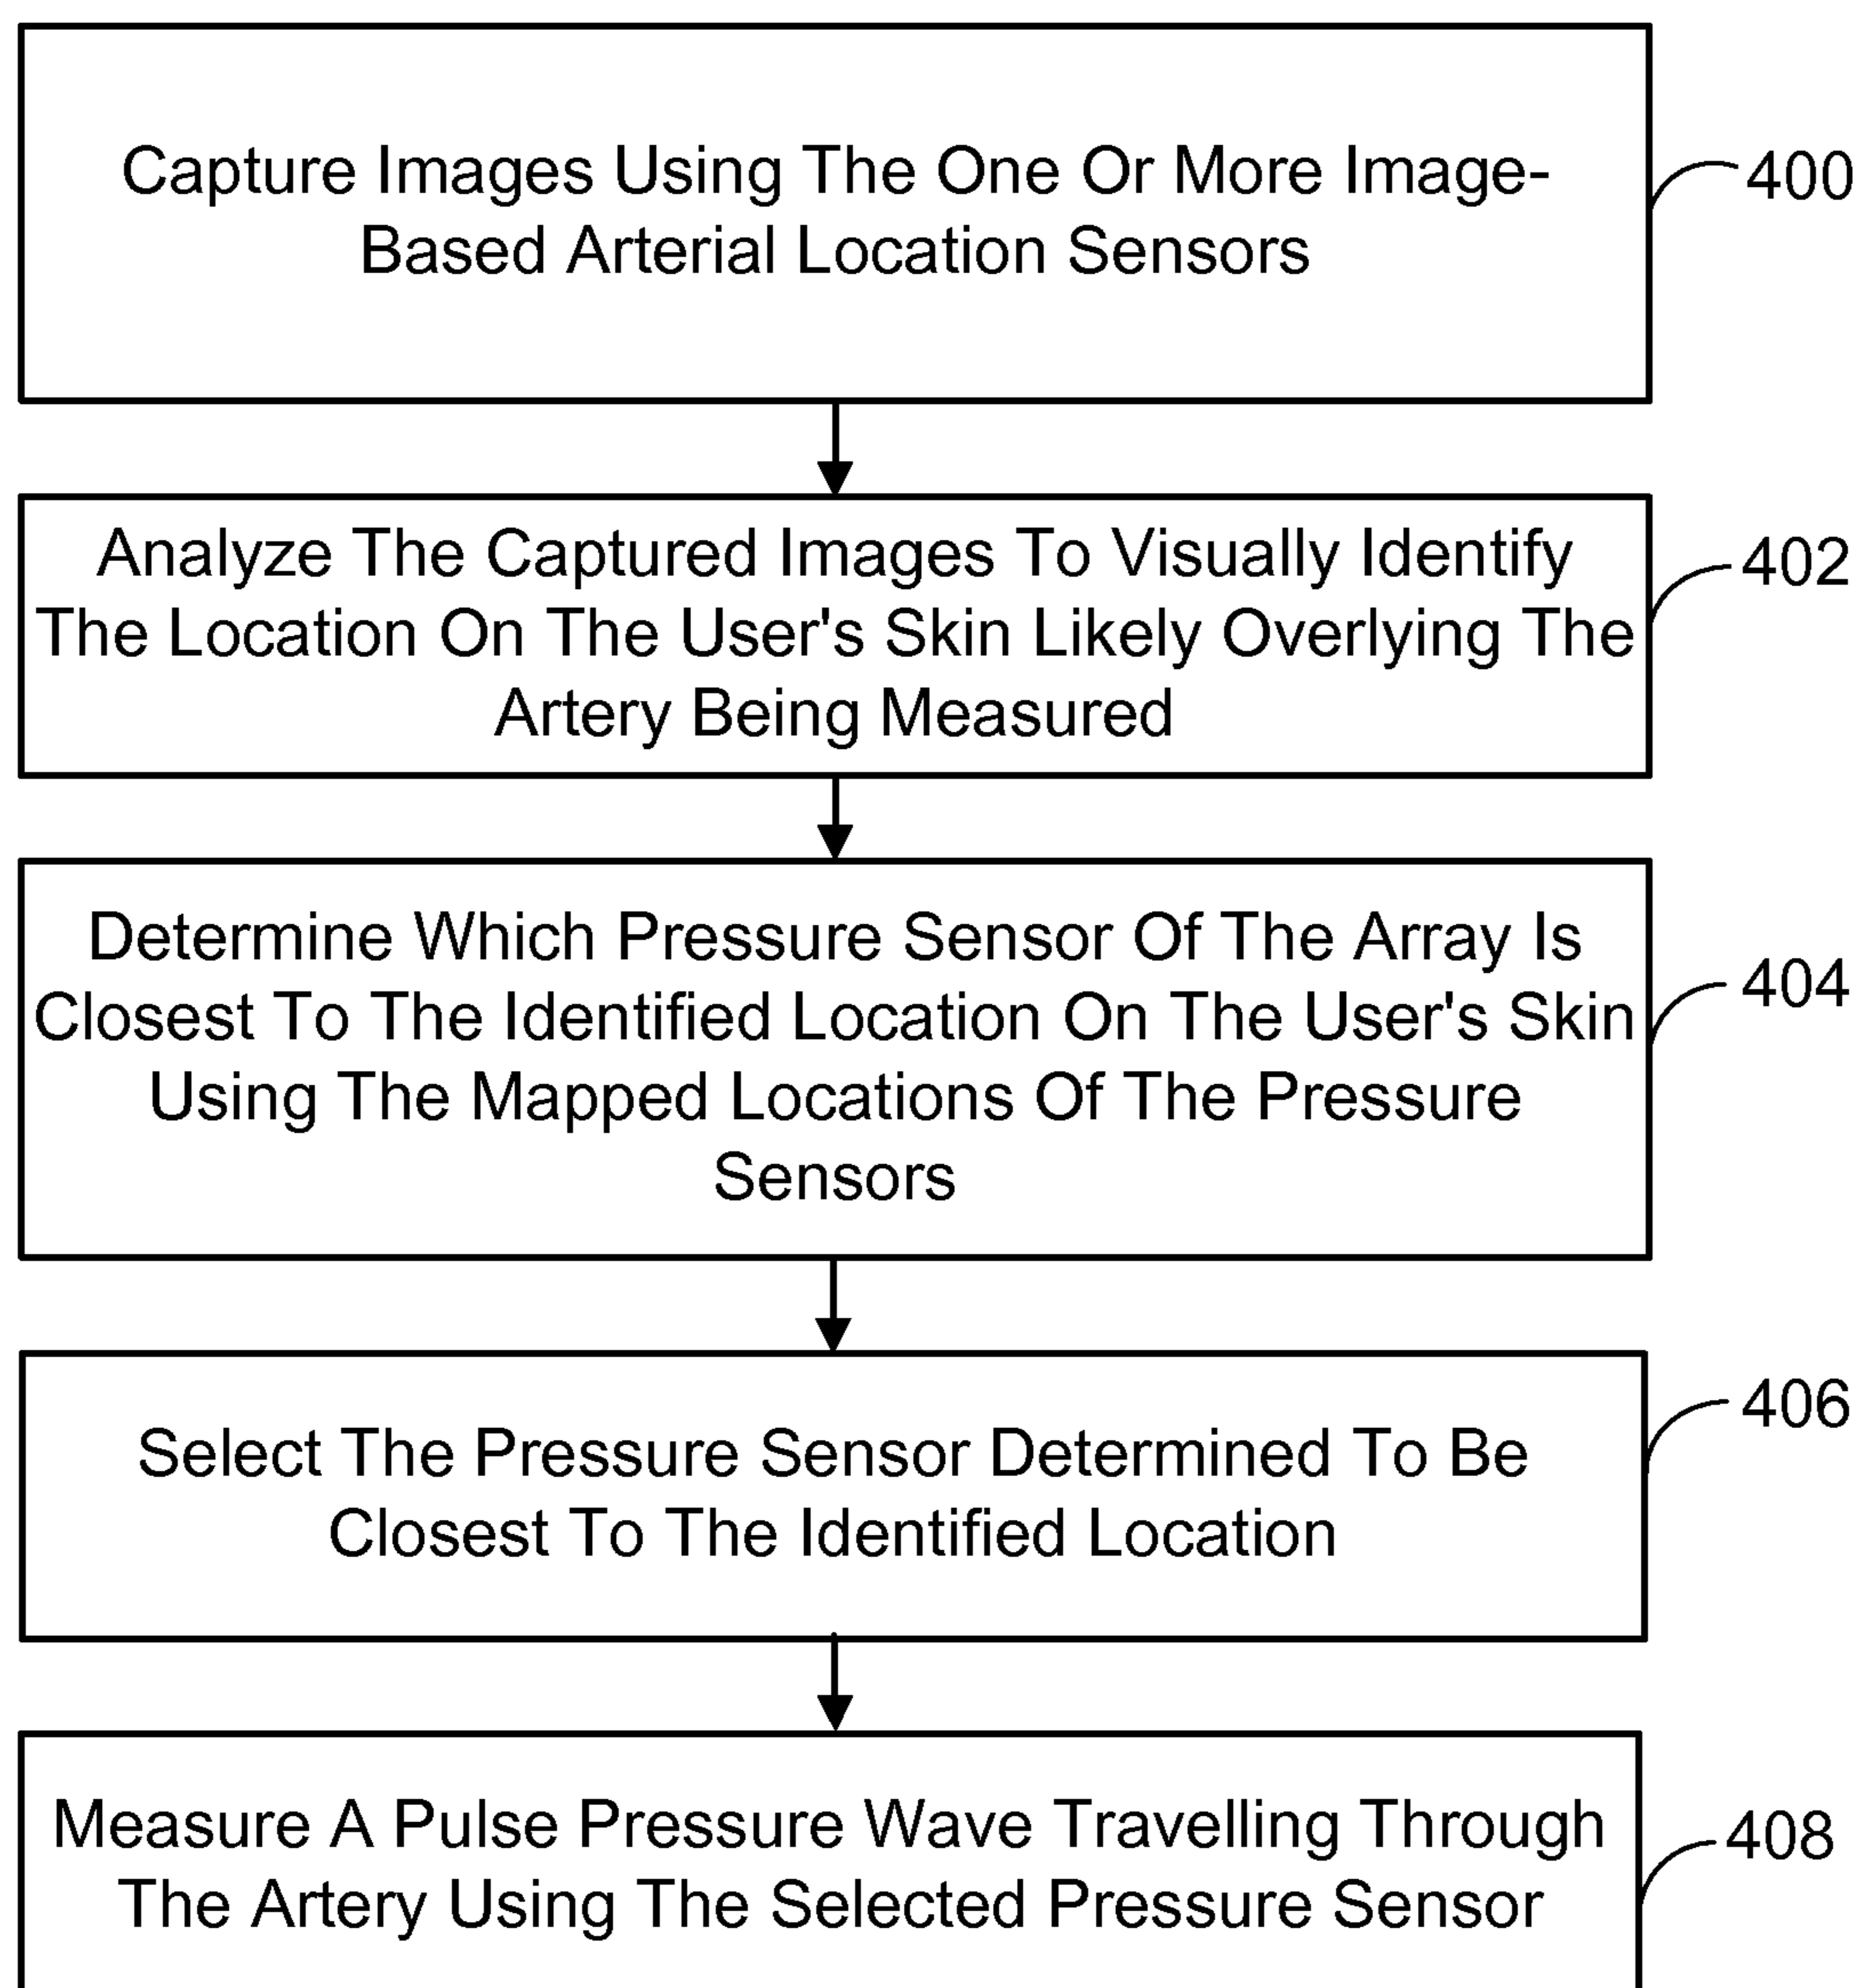 Capture Images Using The One Or More Image-
Based Arterial Location Sensors
400
Analyze The Captured Images To Visually Identify
The Location On The User's Skin Likely Overlying The
Artery Being Measured
402
Determine Which Pressure Sensor Of The Array Is
Closest To The Identified Location On The User's Skin
Using The Mapped Locations Of The Pressure
Sensors
404
Select The Pressure Sensor Determined To Be
Closest To The Identified Location
406
Measure A Pulse Pressure Wave Travelling Through
The Artery Using The Selected Pressure Sensor
408